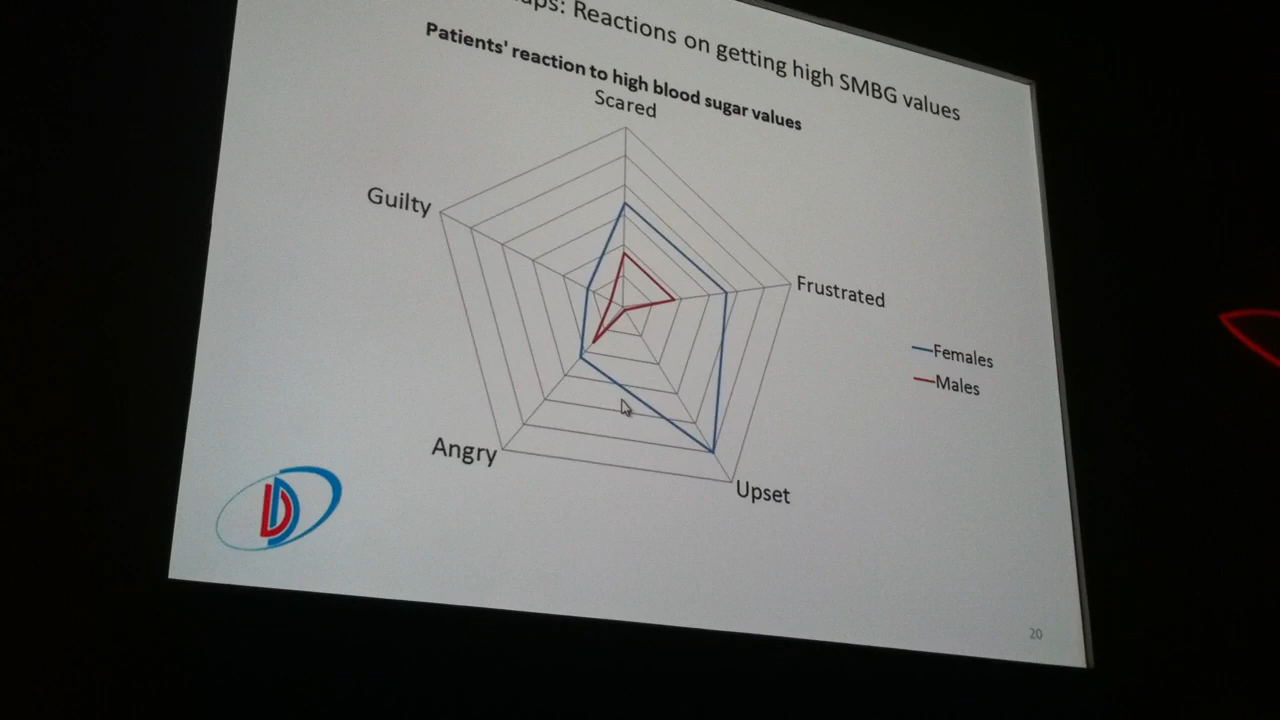 Reactions on getting high SMBG values
Patients' reaction to high blood sugar values
Scared
Guilty
Frustrated
Females
Males
Angry
Upset
20